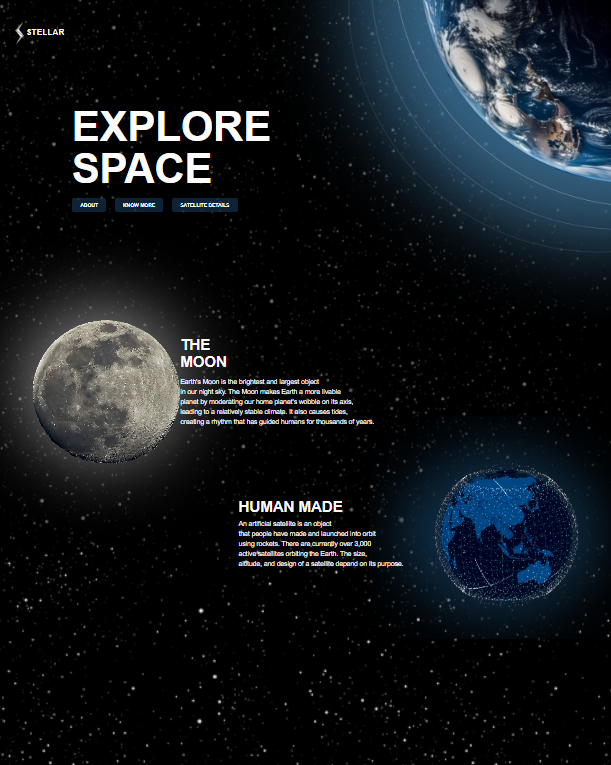 STELLAR
EXPLORE
SPACE
ABOUT
KNOW MORE
SATELLITE DETAILS
THE
MOON
Earth's Moon is the brightest and largest object
in our night sky. The Moon makes Earth a more livable
planet by moderating our home planet's wobble on its axis,
leading to a relatively stable climate. It also causes tides,
creating a rhythm that has guided humans for thousands of years.
HUMAN MADE
An artificial satellite is an object
that people have made and launched into orbit
using rockets. There are currently over 3,000
active satellites orbiting the Earth. The size,
altitude, and design of a satellite depend on its purpose.